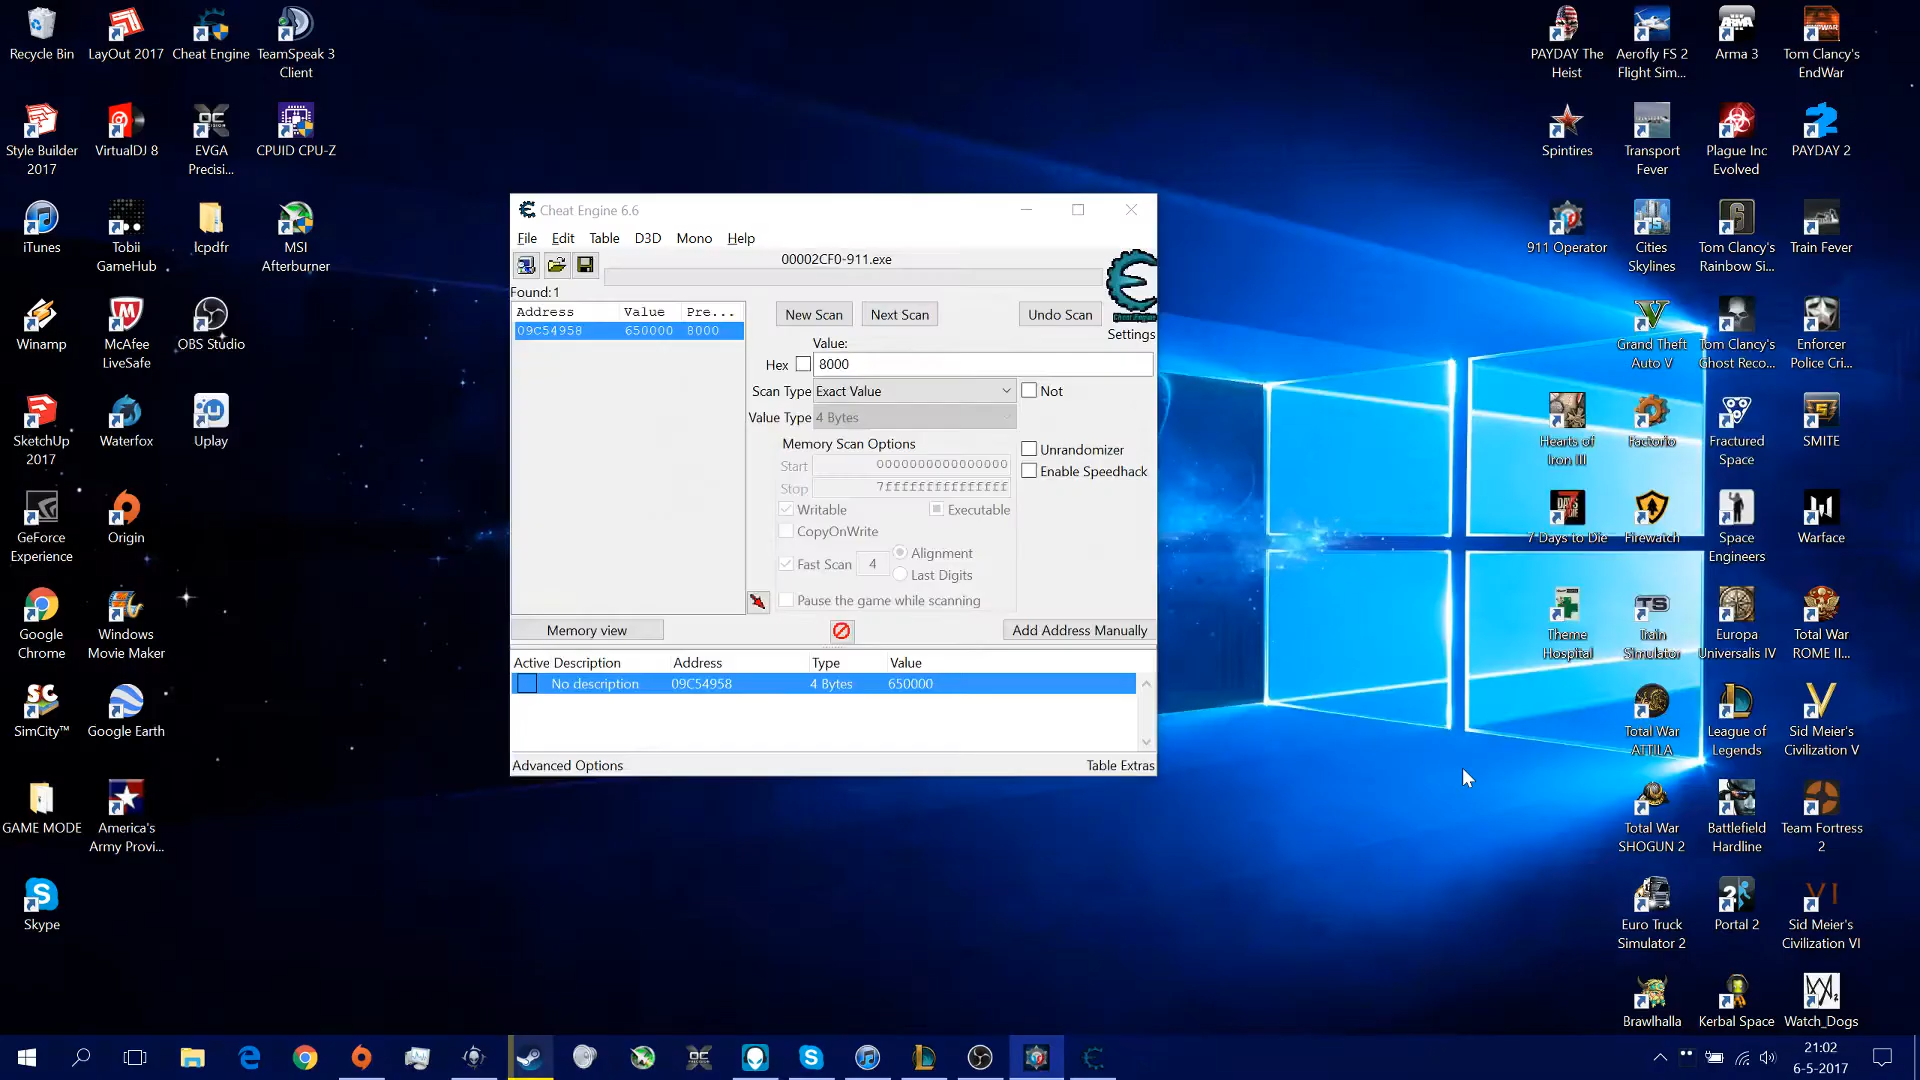 Recycle Bin
LayOut 2017
Cheat Engine
TeamSpeak 3
Client
Style Builder
2017
VirtualDJ 8
EVGA
Precisi...
CPUID CPU-Z
iTunes
Tobii
GameHub
lcpdfr
MSI
Afterburner
Winamp
McAfee
LiveSafe
OBS Studio
SketchUp
2017
Waterfox
Uplay
GeForce
Experience
Origin
Google
Chrome
Windows
Movie Maker
SimCity™
Google Earth
GAME MODE
America's
Army Provi...
Skype
Cheat Engine 6.6
File Edit Table D3D Mono Help
00002CF0-911.exe
Found: 1
Address Value Pre...
09C54958 650000 8000
New Scan
Next Scan
Undo Scan
Cheat Engine
Settings
Value:
Hex 8000
Scan Type Exact Value
Not
Value Type 4 Bytes
Memory Scan Options
Start 0000000000000000
Stop 7fffffffffffffff
Unrandomizer
Enable Speedhack
Writable
Executable
CopyOnWrite
Fast Scan 4
Alignment
Last Digits
Pause the game while scanning
Memory view
Add Address Manually
Active Description Address Type Value
No description 09C54958 4 Bytes 650000
Advanced Options
Table Extras
PAYDAY The
Heist
Aerofly FS 2
Flight Sim...
Arma 3
Tom Clancy's
EndWar
Spintires
Transport
Fever
Plague Inc
Evolved
PAYDAY 2
911 Operator
Cities
Skylines
Tom Clancy's
Rainbow Si...
Train Fever
Grand Theft
Auto V
Tom Clancy's
Ghost Reco...
Enforcer
Police Cri...
Hearts of
Iron III
Factorio
Fractured
Space
SMITE
7 Days to Die
Firewatch
Space
Engineers
Warface
Theme
Hospital
Train
Simulator
Europa
Universalis IV
Total War
ROME II...
Total War
ATTILA
League of
Legends
Sid Meier's
Civilization V
Total War
SHOGUN 2
Battlefield
Hardline
Team Fortress
2
Euro Truck
Simulator 2
Portal 2
Sid Meier's
Civilization VI
Brawlhalla
Kerbal Space
Watch_Dogs
21:02
6-5-2017